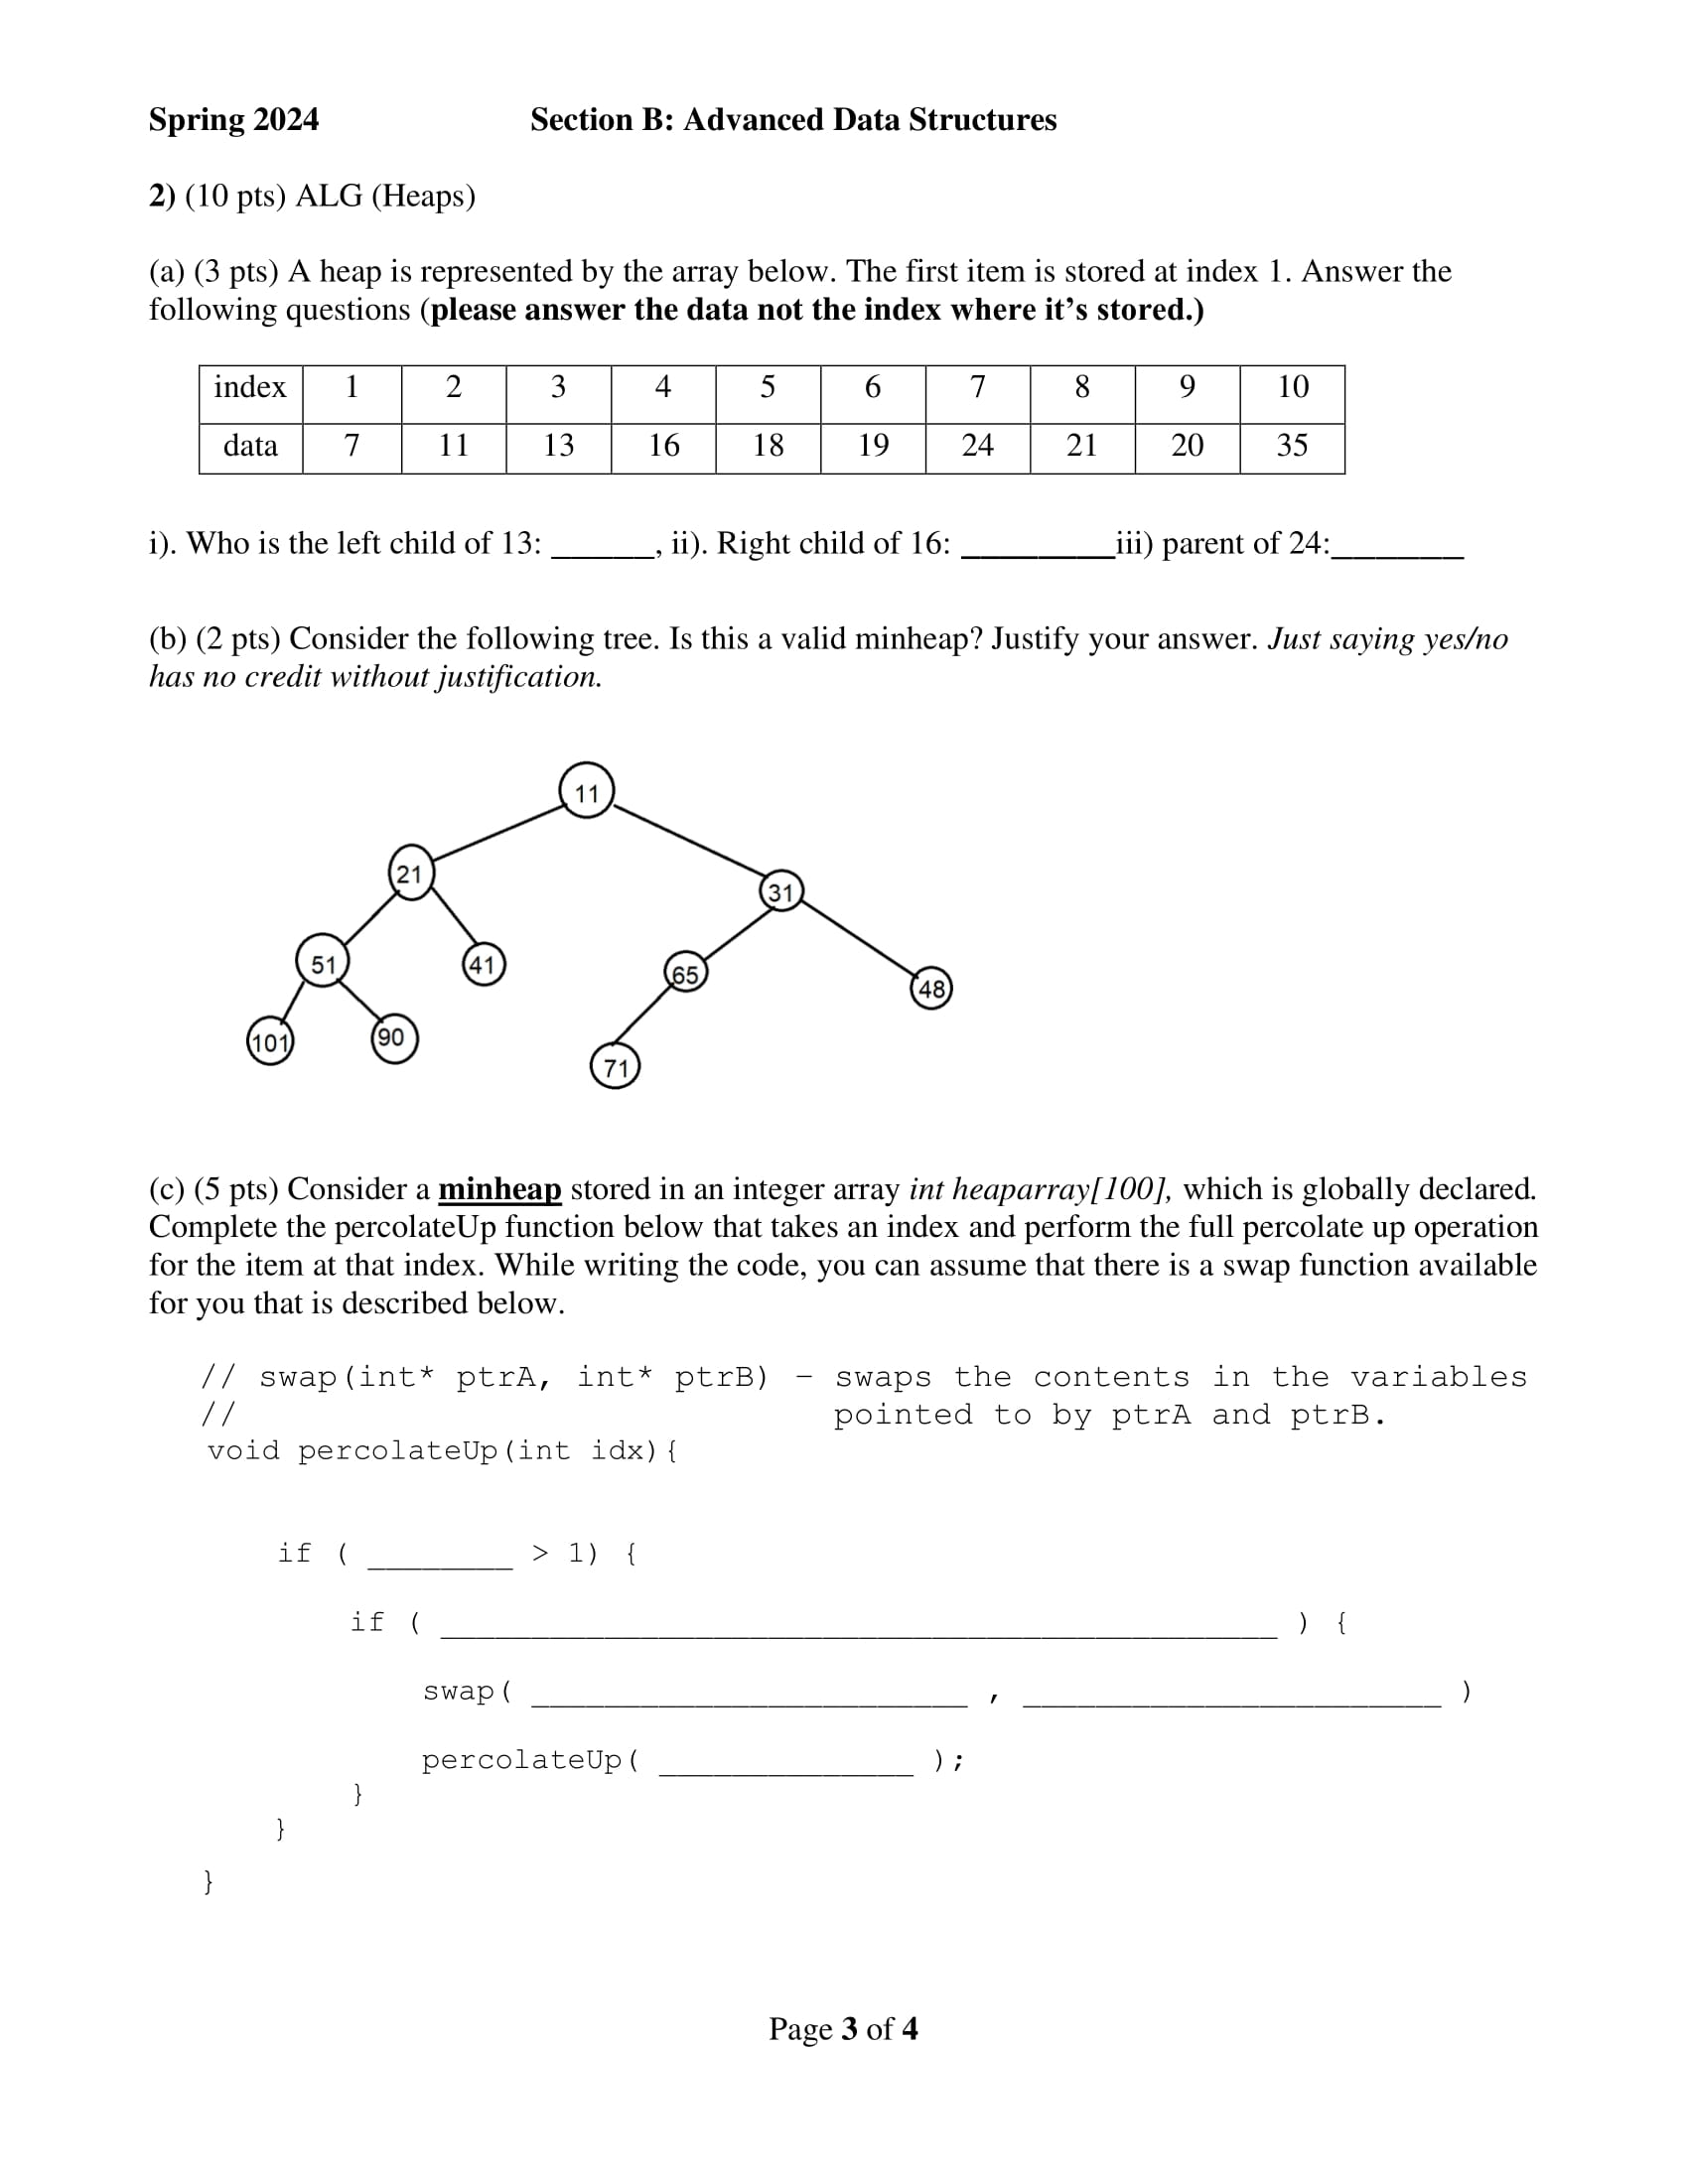 Spring 2024 Section B: Advanced Data Structures
2) (10 pts) ALG (Heaps)
(a) (3 pts) A heap is represented by the array below. The first item is stored at index 1. Answer the
following questions (please answer the data not the index where it’s stored.)
index 1 2 3 4 5 6 7 8 9 10
data 7 11 13 16 18 19 24 21 20 35
i). Who is the left child of 13: ______, ii). Right child of 16: _________iii) parent of 24:________
(b) (2 pts) Consider the following tree. Is this a valid minheap? Justify your answer. Just saying yes/no
has no credit without justification.
11
21
31
51
41
65
48
101
90
71
(c) (5 pts) Consider a minheap stored in an integer array int heaparray[100], which is globally declared.
Complete the percolateUp function below that takes an index and perform the full percolate up operation
for the item at that index. While writing the code, you can assume that there is a swap function available
for you that is described below.
// swap(int* ptrA, int* ptrB) – swaps the contents in the variables
// pointed to by ptrA and ptrB.
void percolateUp(int idx){
if ( ________ > 1) {
if ( ______________________________________________ ) {
swap( ________________________ , _______________________ )
percolateUp( ______________ );
}
}
}
Page 3 of 4